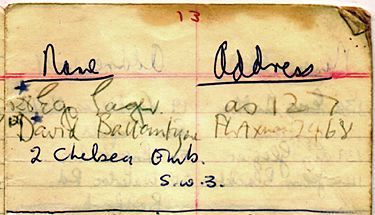 13
Name Address
David Ballantyne FLAxman 7468
2 Chelsea Emb.
S.W.3.